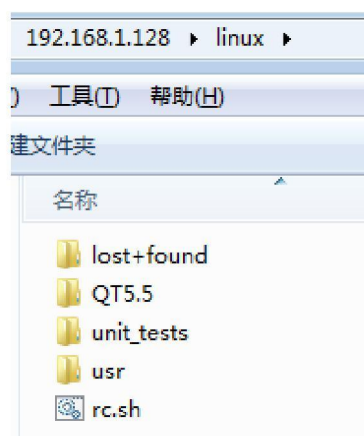 192.168.1.128 ▸ linux ▸
) 工具(T) 帮助(H)
建文件夹
名称
lost+found
QT5.5
unit_tests
usr
rc.sh